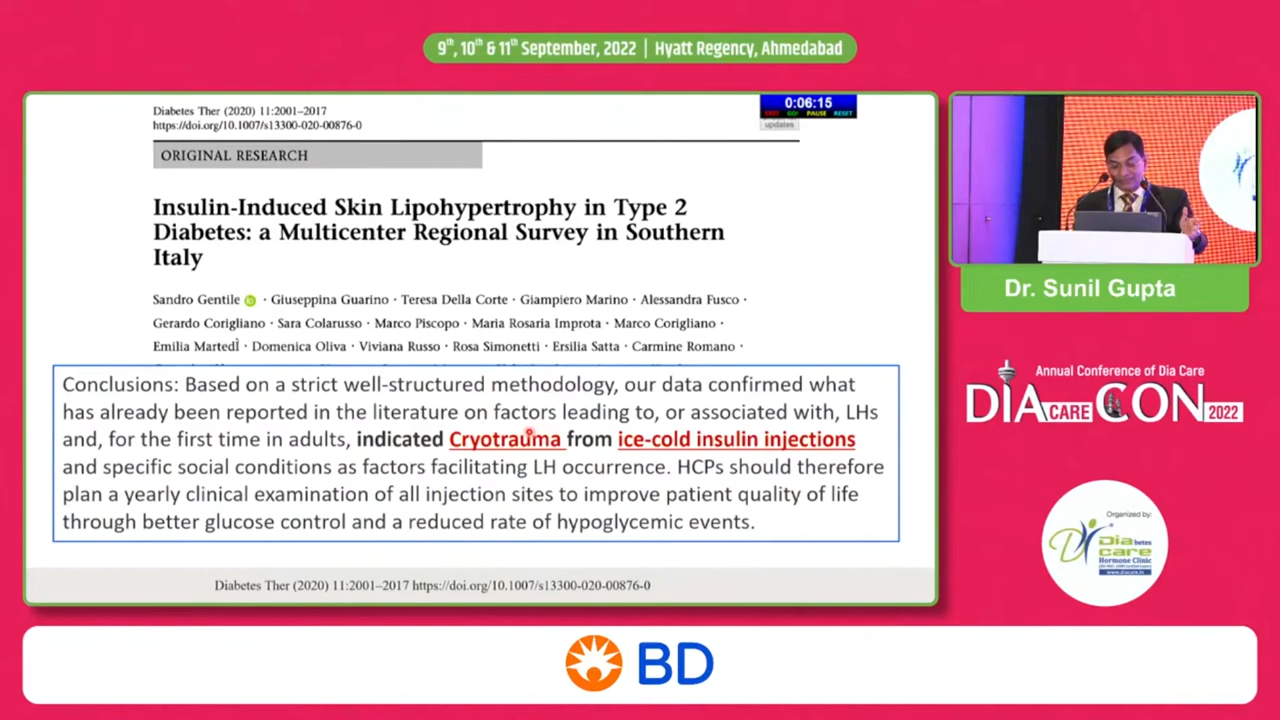 9th, 10th & 11th September, 2022 | Hyatt Regency, Ahmedabad
Diabetes Ther (2020) 11:2001–2017
https://doi.org/10.1007/s13300-020-00876-0
0:06:15
EXIT GO! PAUSE RESET
updates
ORIGINAL RESEARCH
Insulin-Induced Skin Lipohypertrophy in Type 2
Diabetes: a Multicenter Regional Survey in Southern
Italy
Sandro Gentile · Giuseppina Guarino · Teresa Della Corte · Giampiero Marino · Alessandra Fusco ·
Gerardo Corigliano · Sara Colarusso · Marco Piscopo · Maria Rosaria Improta · Marco Corigliano ·
Emilia Martedì · Domenica Oliva · Viviana Russo · Rosa Simonetti · Ersilia Satta · Carmine Romano ·
Conclusions: Based on a strict well-structured methodology, our data confirmed what
has already been reported in the literature on factors leading to, or associated with, LHs
and, for the first time in adults, indicated Cryotrauma from ice-cold insulin injections
and specific social conditions as factors facilitating LH occurrence. HCPs should therefore
plan a yearly clinical examination of all injection sites to improve patient quality of life
through better glucose control and a reduced rate of hypoglycemic events.
Diabetes Ther (2020) 11:2001–2017 https://doi.org/10.1007/s13300-020-00876-0
Dr. Sunil Gupta
Annual Conference of Dia Care
DIA CARE CON 2022
Organized by:
Diabetes
care
Hormone Clinic
www.diacare.in
BD